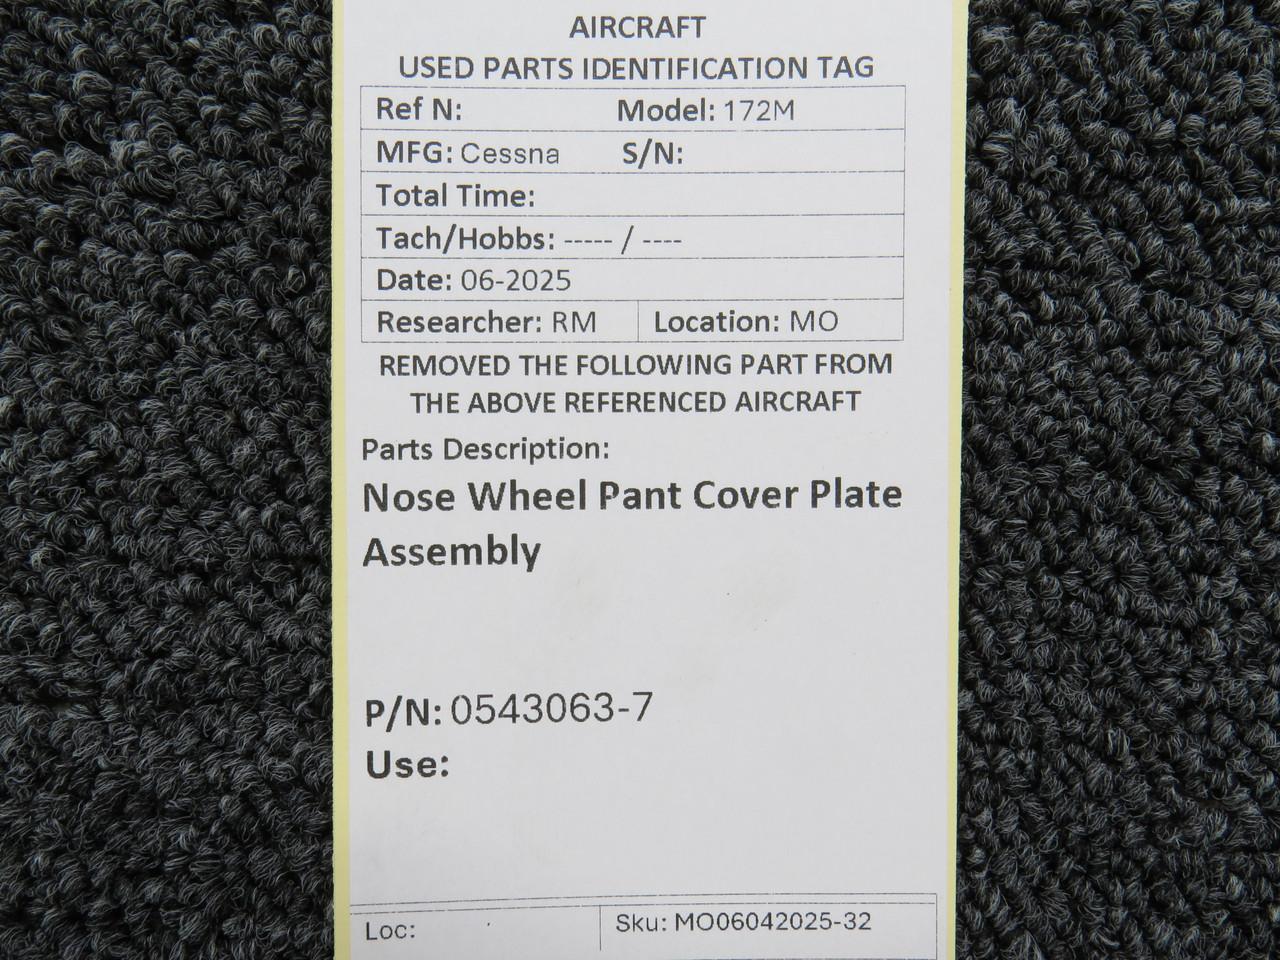 AIRCRAFT
USED PARTS IDENTIFICATION TAG
Ref N: Model: 172M
MFG: Cessna S/N:
Total Time:
Tach/Hobbs: ----- / ----
Date: 06-2025
Researcher: RM Location: MO
REMOVED THE FOLLOWING PART FROM
THE ABOVE REFERENCED AIRCRAFT
Parts Description:
Nose Wheel Pant Cover Plate
Assembly
P/N: 0543063-7
Use:
Loc: Sku: MO06042025-32